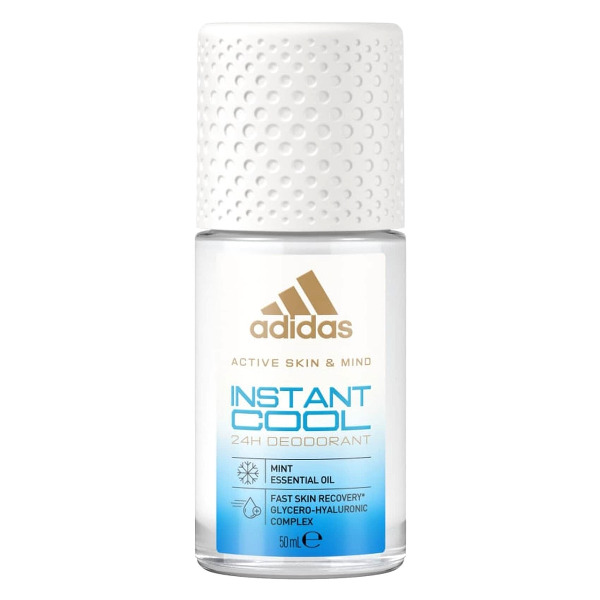 adidas
ACTIVE SKIN & MIND
INSTANT
COOL
24H DEODORANT
MINT
ESSENTIAL OIL
FAST SKIN RECOVERY*
GLYCERO-HYALURONIC
COMPLEX
50 mL ℮